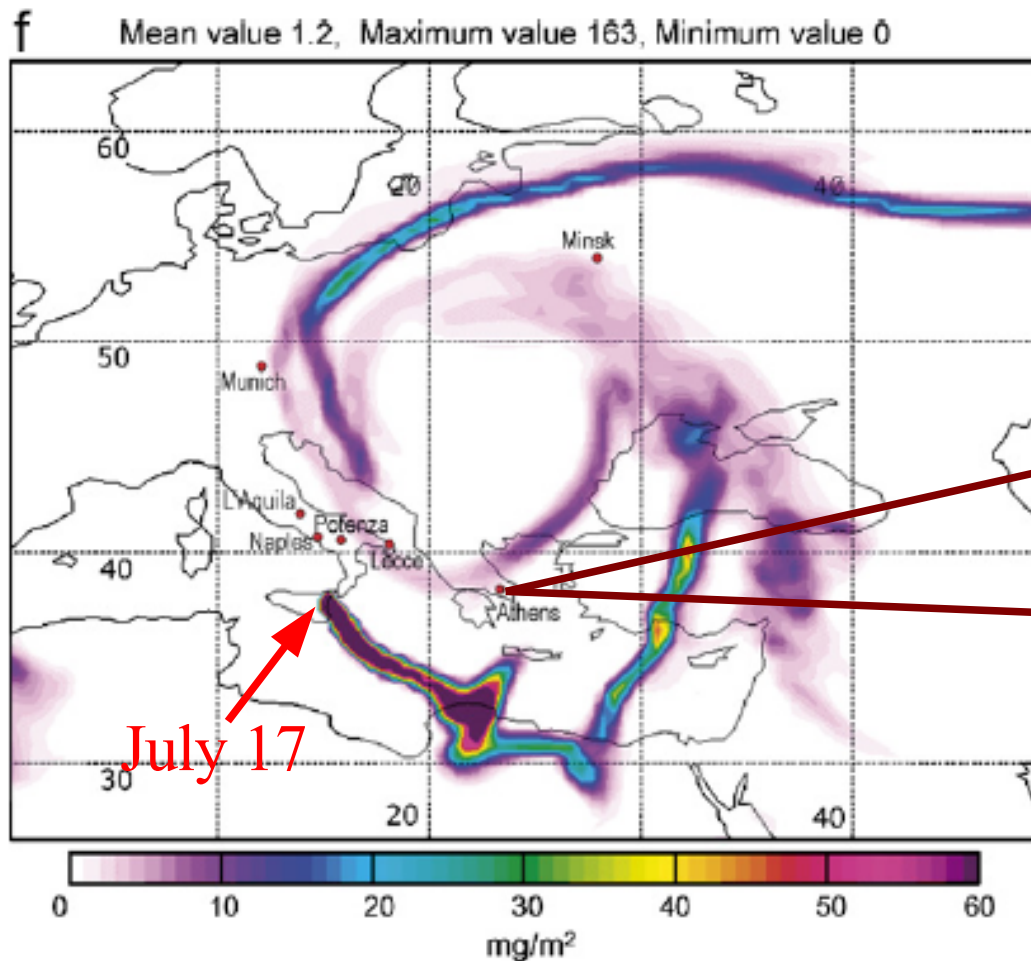 f
Mean value 1.2, Maximum value 163, Minimum value 0
60
20
40
Minsk
50
Munich
L'Aquila
Potenza
Naples
Lecce
40
Athens
July 17
30
20
40
0 10 20 30 40 50 60
mg/m²